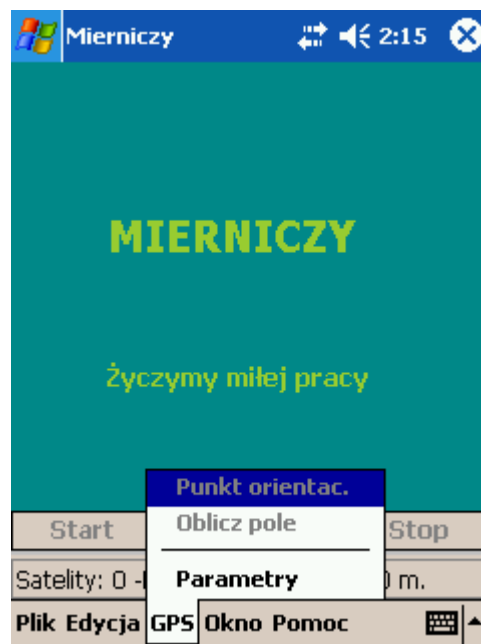 Mierniczy 2:15
MIERNICZY
Życzymy miłej pracy
Punkt orientac.
Start Oblicz pole Stop
Satelity: 0 - Parametry m.
Plik Edycja GPS Okno Pomoc